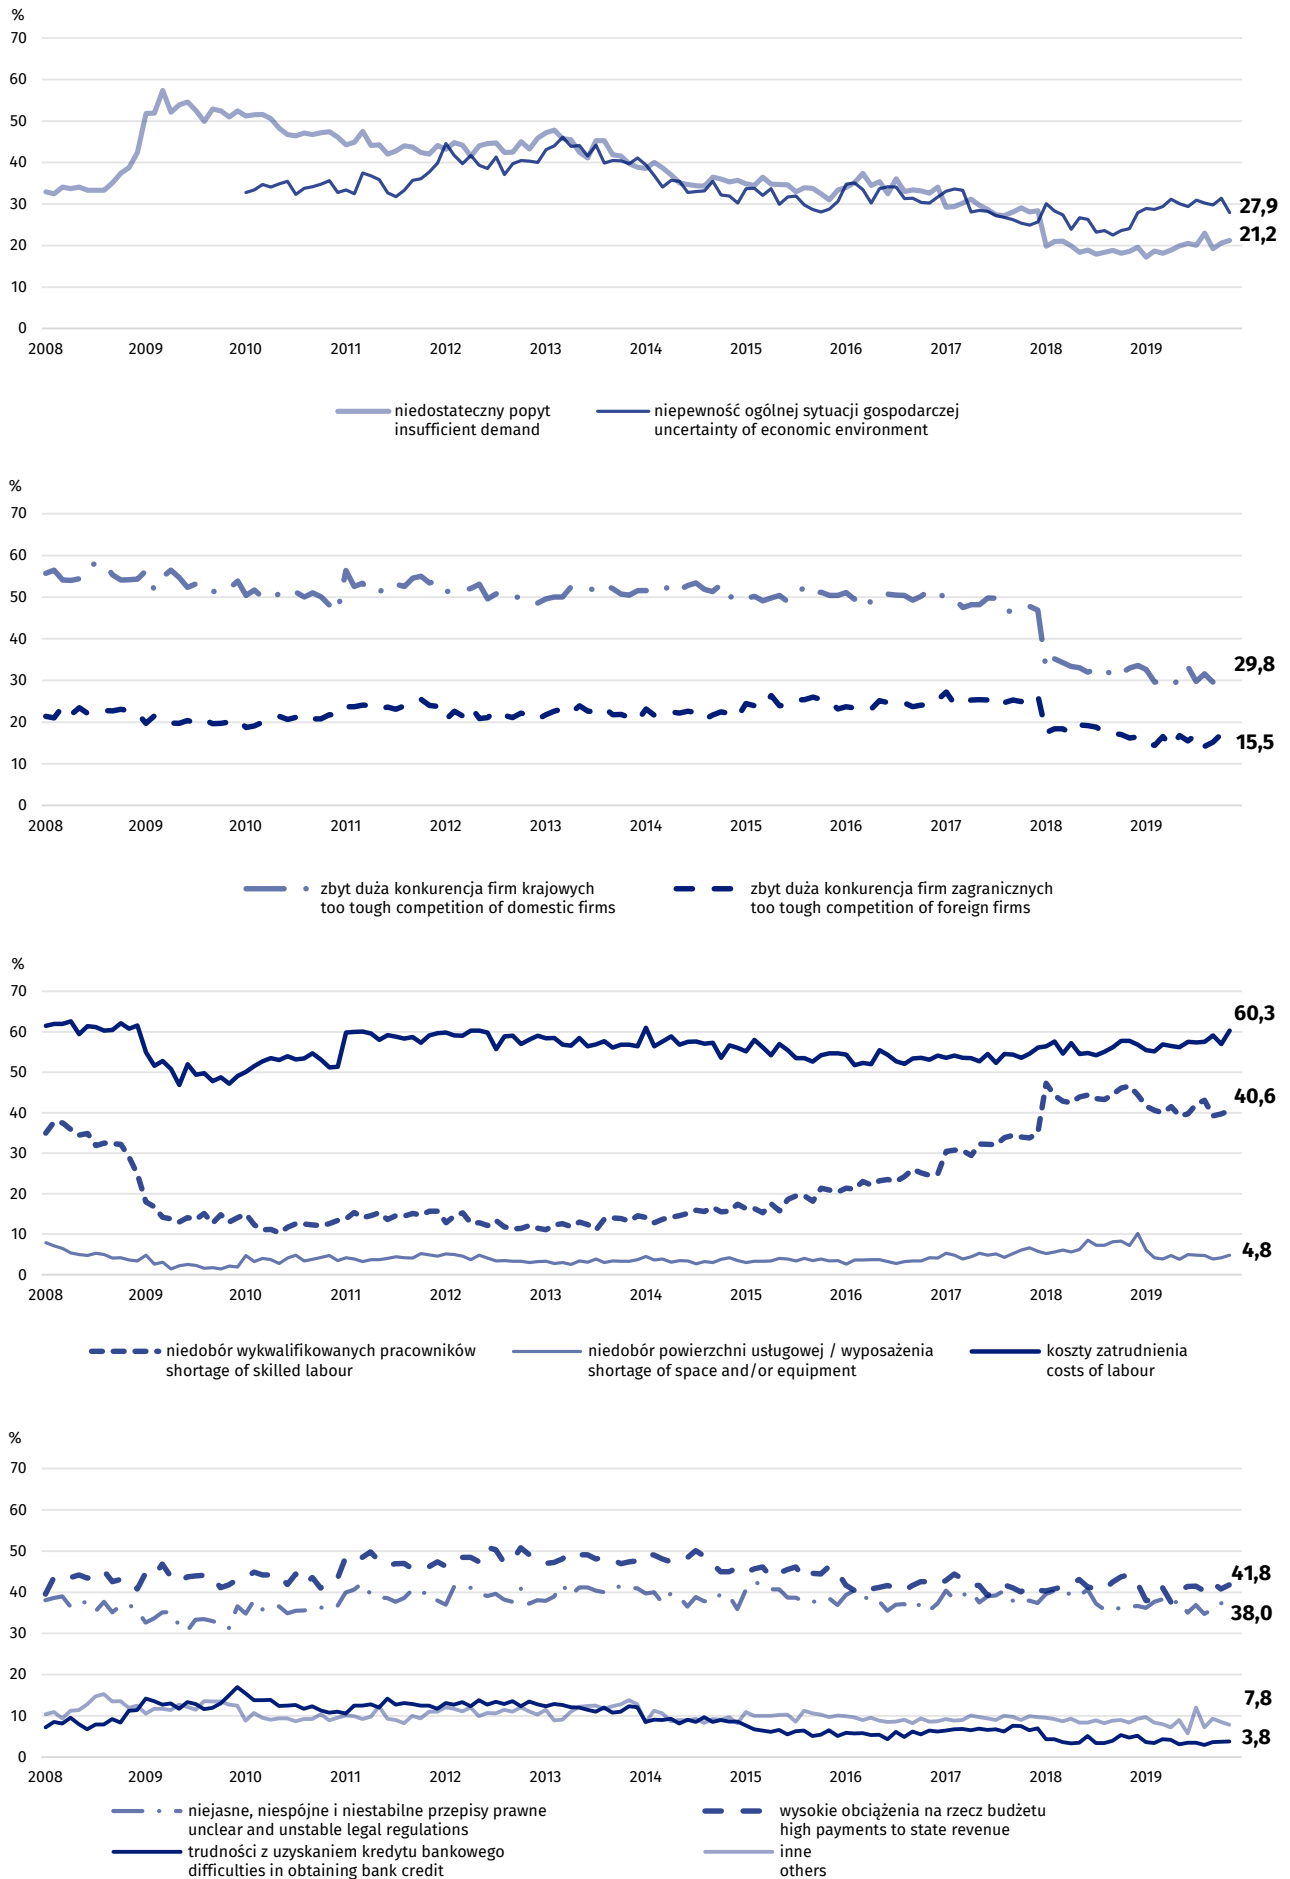 %
70
60
50
40
30
20
10
0
27,9
21,2
2008 2009 2010 2011 2012 2013 2014 2015 2016 2017 2018 2019
niedostateczny popyt
insufficient demand
niepewność ogólnej sytuacji gospodarczej
uncertainty of economic environment
%
70
60
50
40
30
20
10
0
29,8
15,5
2008 2009 2010 2011 2012 2013 2014 2015 2016 2017 2018 2019
zbyt duża konkurencja firm krajowych
too tough competition of domestic firms
zbyt duża konkurencja firm zagranicznych
too tough competition of foreign firms
%
70
60
50
40
30
20
10
0
60,3
40,6
4,8
2008 2009 2010 2011 2012 2013 2014 2015 2016 2017 2018 2019
niedobór wykwalifikowanych pracowników
shortage of skilled labour
niedobór powierzchni usługowej / wyposażenia
shortage of space and/or equipment
koszty zatrudnienia
costs of labour
%
70
60
50
40
30
20
10
0
41,8
38,0
7,8
3,8
2008 2009 2010 2011 2012 2013 2014 2015 2016 2017 2018 2019
niejasne, niespójne i niestabilne przepisy prawne
unclear and unstable legal regulations
wysokie obciążenia na rzecz budżetu
high payments to state revenue
trudności z uzyskaniem kredytu bankowego
difficulties in obtaining bank credit
inne
others